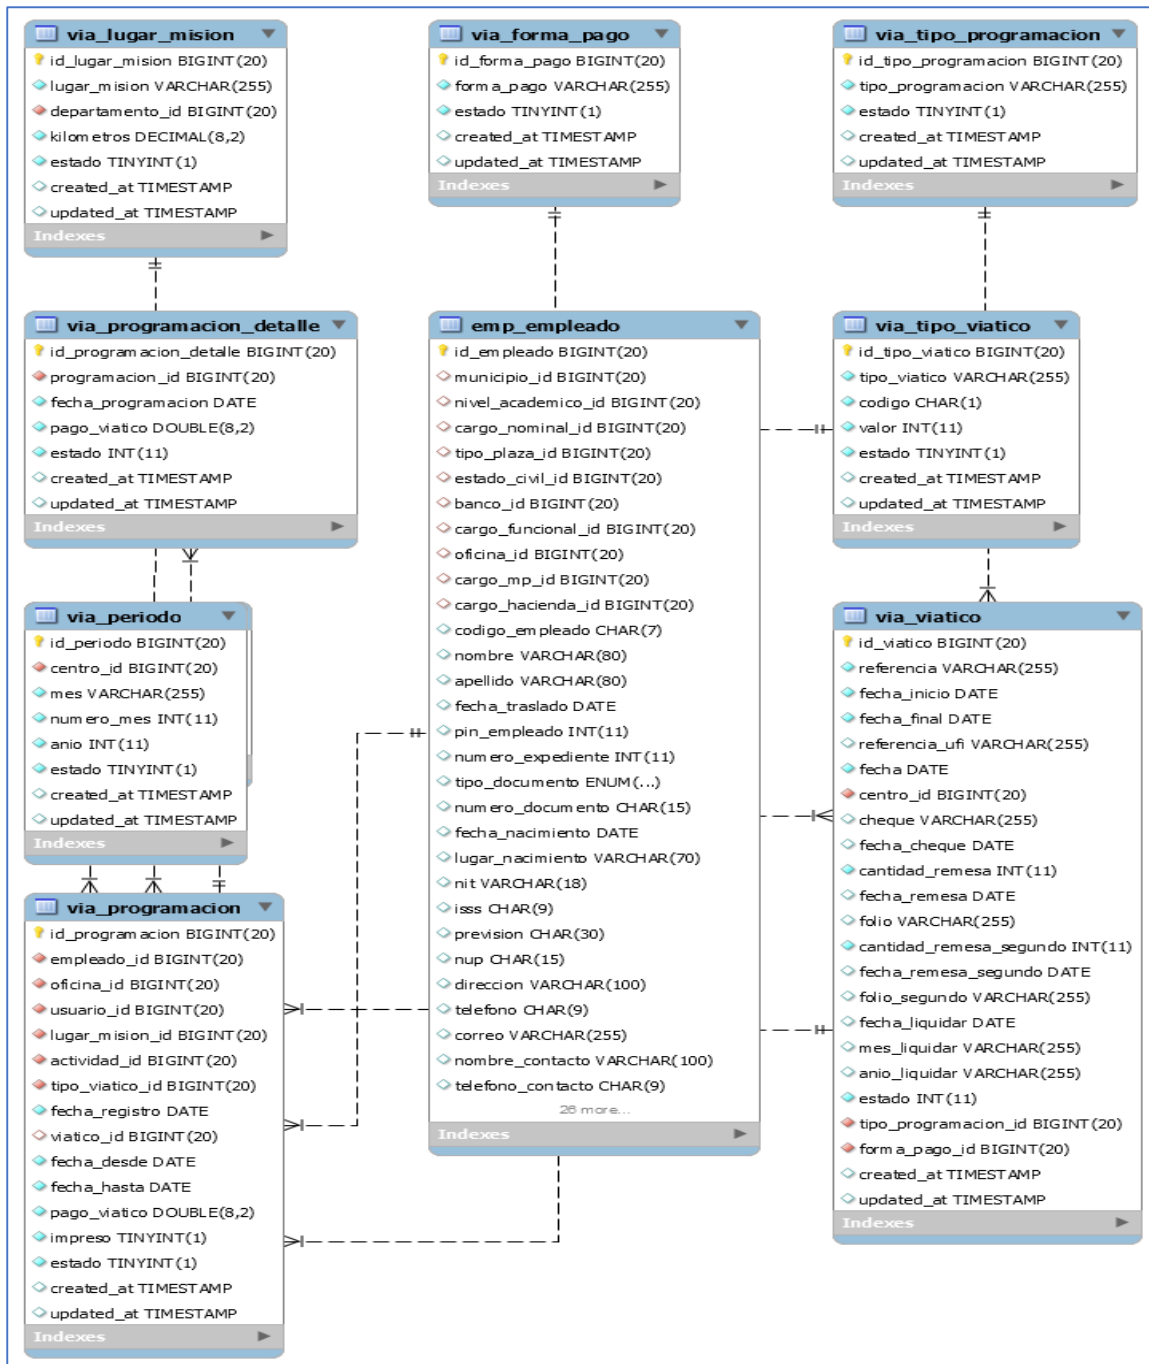 via_lugar_mision
id_lugar_mision BIGINT(20)
lugar_mision VARCHAR(255)
departamento_id BIGINT(20)
kilometros DECIMAL(8,2)
estado TINYINT(1)
created_at TIMESTAMP
updated_at TIMESTAMP
Indexes
via_forma_pago
id_forma_pago BIGINT(20)
forma_pago VARCHAR(255)
estado TINYINT(1)
created_at TIMESTAMP
updated_at TIMESTAMP
Indexes
via_tipo_programacion
id_tipo_programacion BIGINT(20)
tipo_programacion VARCHAR(255)
estado TINYINT(1)
created_at TIMESTAMP
updated_at TIMESTAMP
Indexes
via_programacion_detalle
id_programacion_detalle BIGINT(20)
programacion_id BIGINT(20)
fecha_programacion DATE
pago_viatico DOUBLE(8,2)
estado INT(11)
created_at TIMESTAMP
updated_at TIMESTAMP
Indexes
emp_empleado
id_empleado BIGINT(20)
municipio_id BIGINT(20)
nivel_academico_id BIGINT(20)
cargo_nominal_id BIGINT(20)
tipo_plaza_id BIGINT(20)
estado_civil_id BIGINT(20)
banco_id BIGINT(20)
cargo_funcional_id BIGINT(20)
oficina_id BIGINT(20)
cargo_mp_id BIGINT(20)
cargo_hacienda_id BIGINT(20)
codigo_empleado CHAR(7)
nombre VARCHAR(80)
apellido VARCHAR(80)
fecha_traslado DATE
pin_empleado INT(11)
numero_expediente INT(11)
tipo_documento ENUM(...)
numero_documento CHAR(15)
fecha_nacimiento DATE
lugar_nacimiento VARCHAR(70)
nit VARCHAR(18)
isss CHAR(9)
prevision CHAR(30)
nup CHAR(15)
direccion VARCHAR(100)
telefono CHAR(9)
correo VARCHAR(255)
nombre_contacto VARCHAR(100)
telefono_contacto CHAR(9)
26 more...
Indexes
via_tipo_viatico
id_tipo_viatico BIGINT(20)
tipo_viatico VARCHAR(255)
codigo CHAR(1)
valor INT(11)
estado TINYINT(1)
created_at TIMESTAMP
updated_at TIMESTAMP
Indexes
via_periodo
id_periodo BIGINT(20)
centro_id BIGINT(20)
mes VARCHAR(255)
numero_mes INT(11)
anio INT(11)
estado TINYINT(1)
created_at TIMESTAMP
updated_at TIMESTAMP
Indexes
via_viatico
id_viatico BIGINT(20)
referencia VARCHAR(255)
fecha_inicio DATE
fecha_final DATE
referencia_ufi VARCHAR(255)
fecha DATE
centro_id BIGINT(20)
cheque VARCHAR(255)
fecha_cheque DATE
cantidad_remesa INT(11)
fecha_remesa DATE
folio VARCHAR(255)
cantidad_remesa_segundo INT(11)
fecha_remesa_segundo DATE
folio_segundo VARCHAR(255)
fecha_liquidar DATE
mes_liquidar VARCHAR(255)
anio_liquidar VARCHAR(255)
estado INT(11)
tipo_programacion_id BIGINT(20)
forma_pago_id BIGINT(20)
created_at TIMESTAMP
updated_at TIMESTAMP
Indexes
via_programacion
id_programacion BIGINT(20)
empleado_id BIGINT(20)
oficina_id BIGINT(20)
usuario_id BIGINT(20)
lugar_mision_id BIGINT(20)
actividad_id BIGINT(20)
tipo_viatico_id BIGINT(20)
fecha_registro DATE
viatico_id BIGINT(20)
fecha_desde DATE
fecha_hasta DATE
pago_viatico DOUBLE(8,2)
impreso TINYINT(1)
estado TINYINT(1)
created_at TIMESTAMP
updated_at TIMESTAMP
Indexes